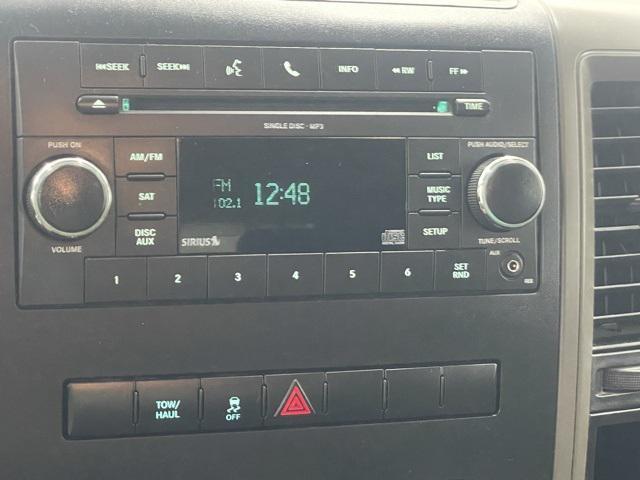 SEEK
SEEK
INFO
RW
FF
TIME
SINGLE DISC - MP3
PUSH ON
AM/FM
SAT
DISC AUX
VOLUME
FM
102.1
12:48
SIRIUS
LIST
MUSIC TYPE
SETUP
PUSH AUDIO/SELECT
TUNE/SCROLL
1
2
3
4
5
6
SET RND
AUX
TOW/
HAUL
OFF